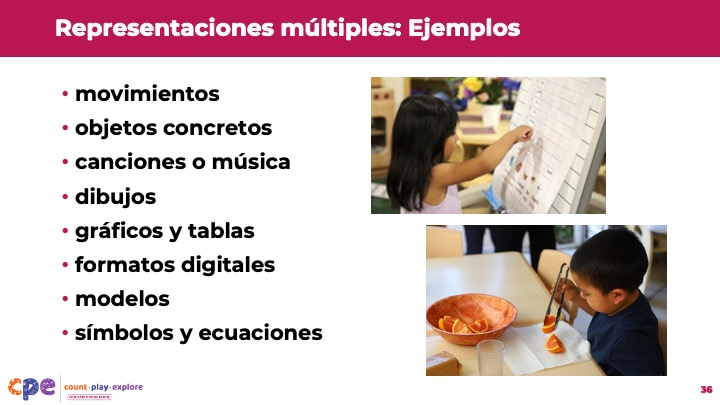 Representaciones múltiples: Ejemplos
• movimientos
• objetos concretos
• canciones o música
• dibujos
• gráficos y tablas
• formatos digitales
• modelos
• símbolos y ecuaciones
cpe
count·play·explore
36